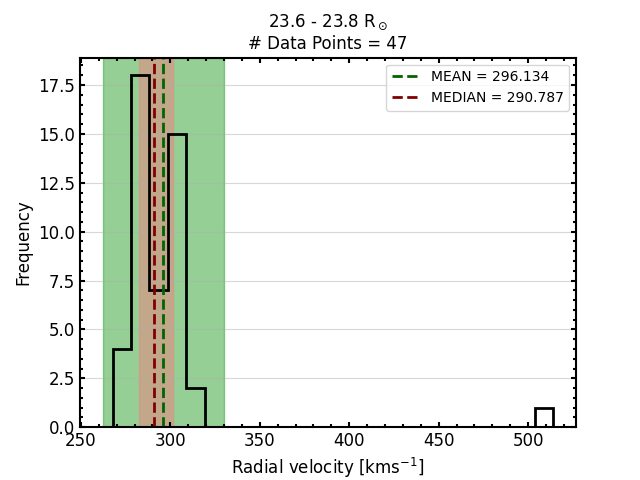 23.6 - 23.8 R⊙
# Data Points = 47
MEAN = 296.134
MEDIAN = 290.787
17.5
15.0
12.5
10.0
7.5
5.0
2.5
0.0
Frequency
250 300 350 400 450 500
Radial velocity [kms⁻¹]